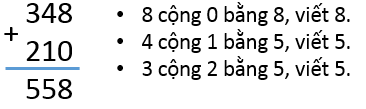 348
+
210
558
• 8 cộng 0 bằng 8, viết 8.
• 4 cộng 1 bằng 5, viết 5.
• 3 cộng 2 bằng 5, viết 5.